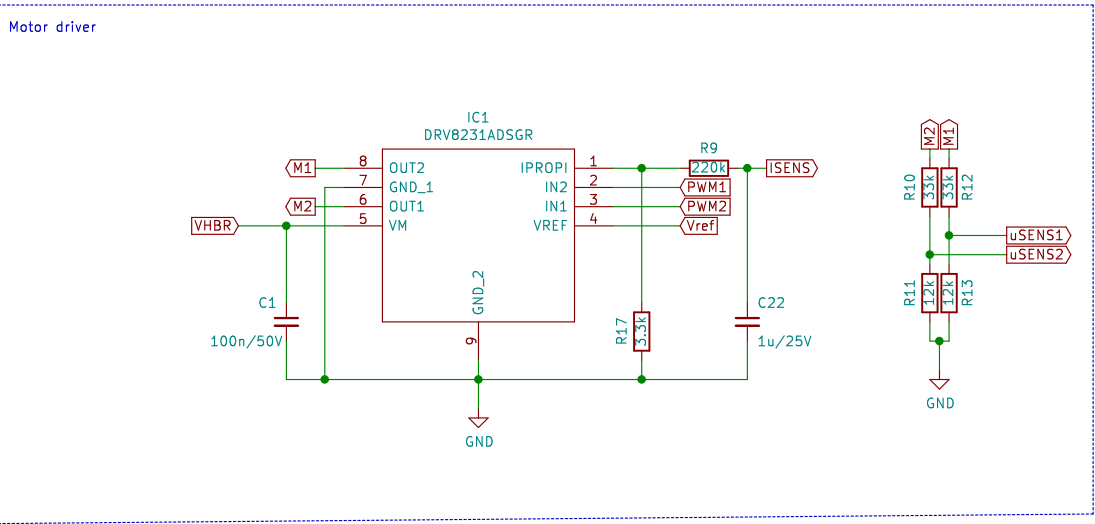 Motor driver
IC1
DRV8231ADSGR
M1
8
OUT2
7
GND_1
M2
6
OUT1
VHBR
5
VM
IPROPI
1
IN2
2
PWM1
IN1
3
PWM2
VREF
4
Vref
R9
220k
ISENS
GND_2
9
C1
100n/50V
R17
3.3k
C22
1u/25V
GND
M2
M1
R10
33k
33k
R12
uSENS1
uSENS2
R11
12k
12k
R13
GND